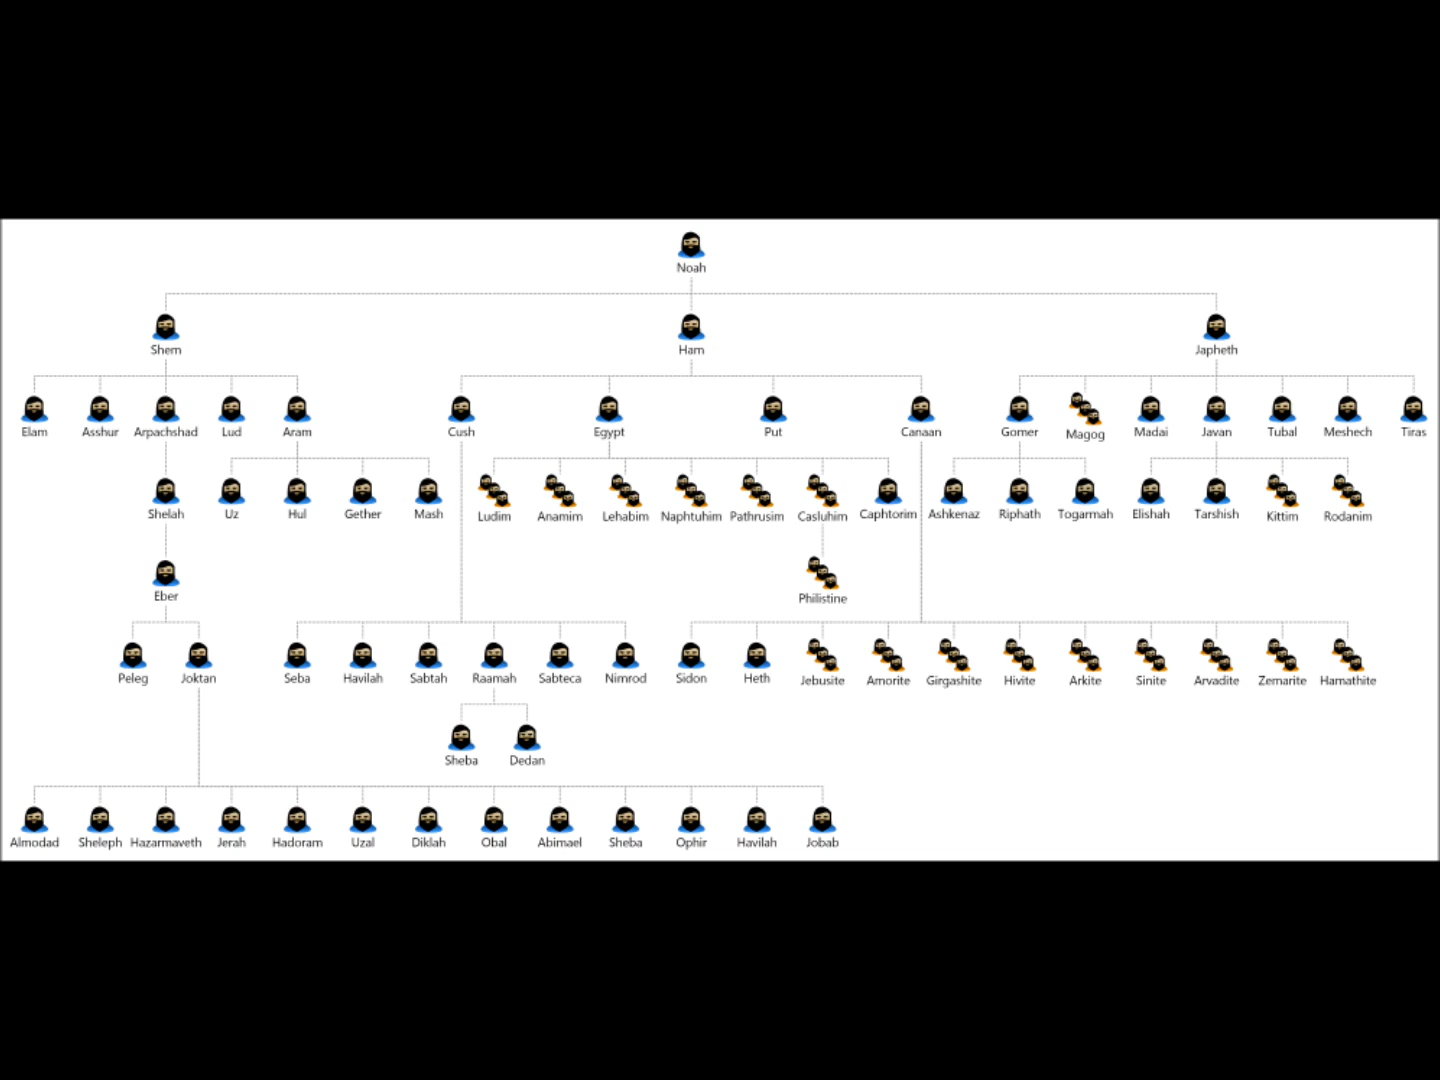 Noah
Shem Ham Japheth
Elam Asshur Arpachshad Lud Aram Cush Egypt Put Canaan Gomer Magog Madai Javan Tubal Meshech Tiras
Shelah Uz Hul Gether Mash Ludim Anamim Lehabim Naphtuhim Pathrusim Casluhim Caphtorim Ashkenaz Riphath Togarmah Elishah Tarshish Kittim Rodanim
Eber Philistine
Peleg Joktan Seba Havilah Sabtah Raamah Sabteca Nimrod Sidon Heth Jebusite Amorite Girgashite Hivite Arkite Sinite Arvadite Zemarite Hamathite
Sheba Dedan
Almodad Sheleph Hazarmaveth Jerah Hadoram Uzal Diklah Obal Abimael Sheba Ophir Havilah Jobab